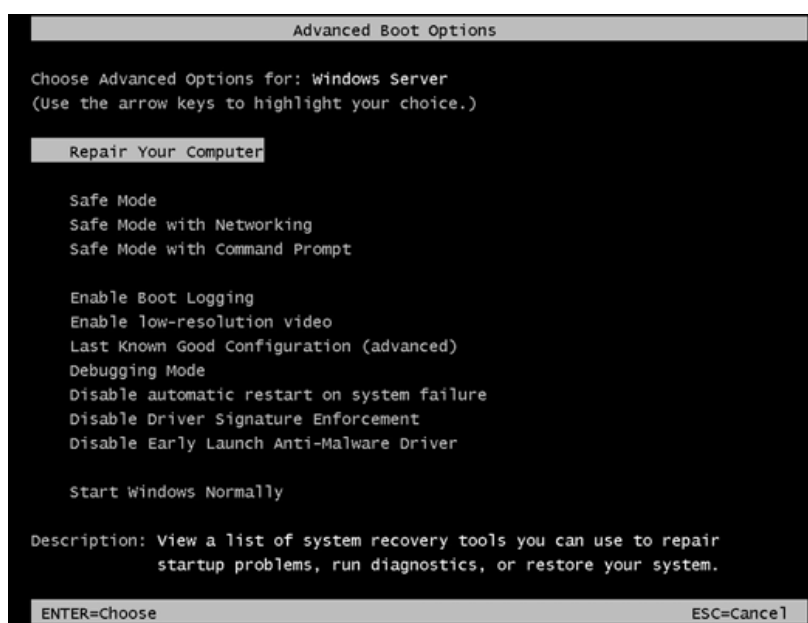 Advanced Boot Options
Choose Advanced Options for: Windows Server
(Use the arrow keys to highlight your choice.)
Repair Your Computer
Safe Mode
Safe Mode with Networking
Safe Mode with Command Prompt
Enable Boot Logging
Enable low-resolution video
Last Known Good Configuration (advanced)
Debugging Mode
Disable automatic restart on system failure
Disable Driver Signature Enforcement
Disable Early Launch Anti-Malware Driver
Start Windows Normally
Description: View a list of system recovery tools you can use to repair
startup problems, run diagnostics, or restore your system.
ENTER=Choose ESC=Cancel